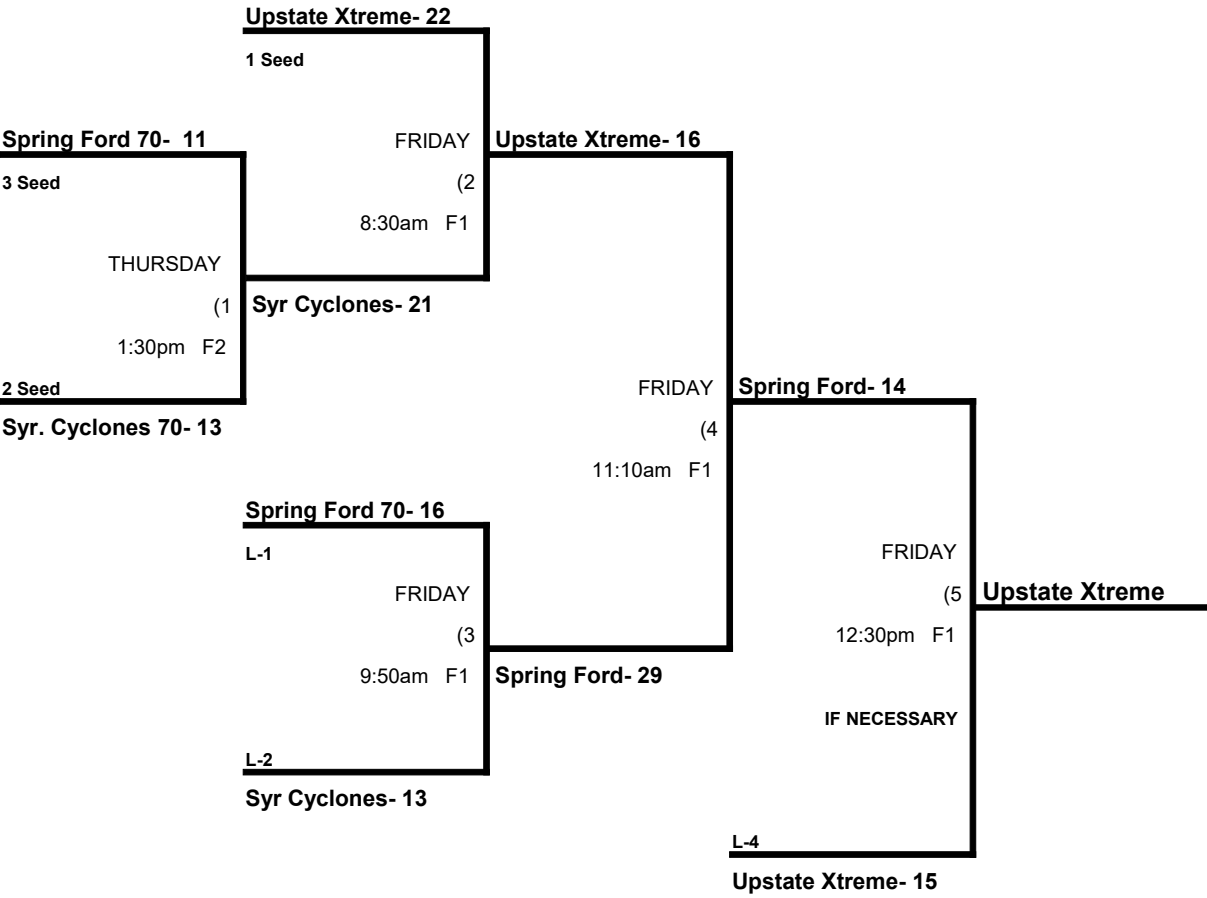 Upstate Xtreme- 22
1 Seed
Spring Ford 70-  11
FRIDAY
Upstate Xtreme- 16
3 Seed
(2
8:30am   F1
THURSDAY
(1
Syr Cyclones- 21
1:30pm   F2
2 Seed
FRIDAY
Spring Ford- 14
Syr. Cyclones 70- 13
(4
11:10am   F1
Spring Ford 70- 16
L-1
FRIDAY
FRIDAY
(5
Upstate Xtreme
(3
12:30pm   F1
9:50am   F1
Spring Ford- 29
IF NECESSARY
L-2
Syr Cyclones- 13
L-4
Upstate Xtreme- 15